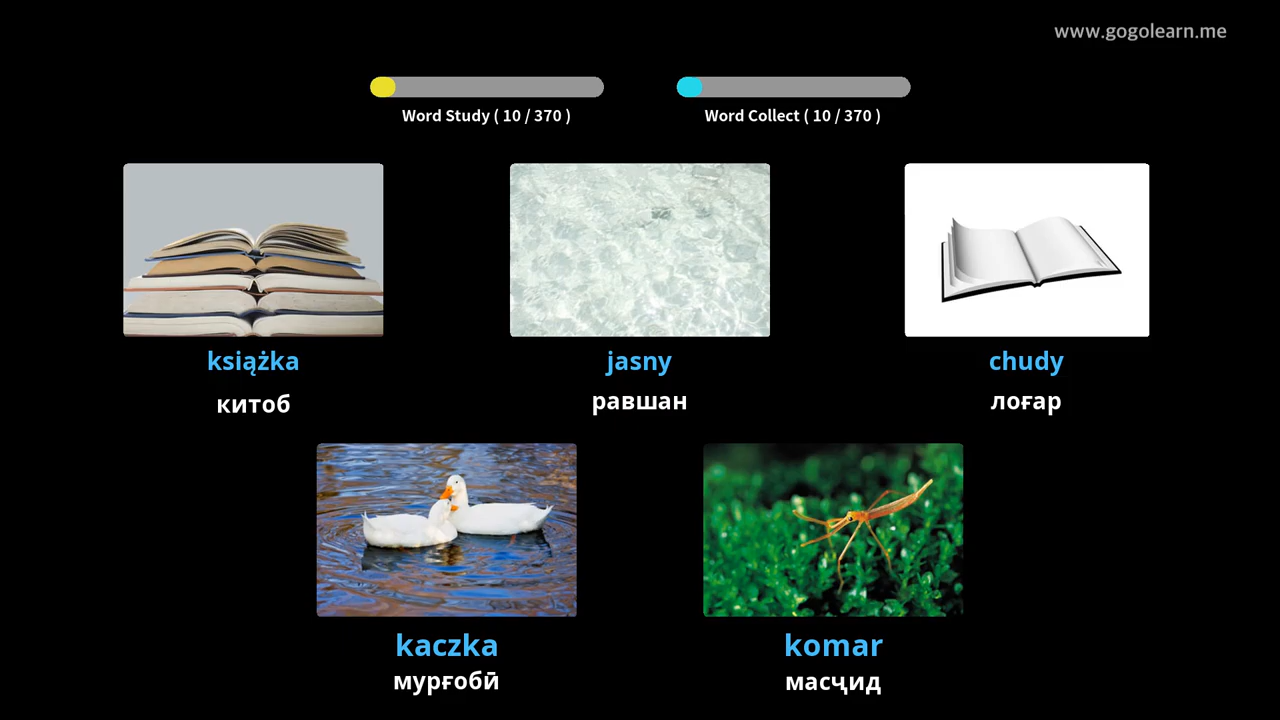 www.gogolearn.me
Word Study ( 10 / 370 )
Word Collect ( 10 / 370 )
książka
jasny
chudy
китоб
равшан
лоғар
kaczka
komar
мурғобӣ
масҷид